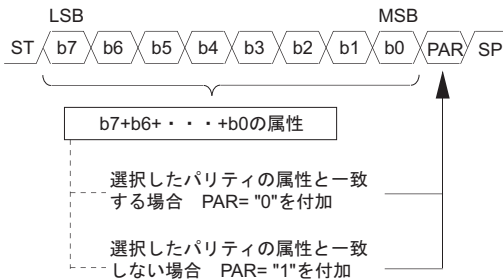 LSB MSB
ST b7 b6 b5 b4 b3 b2 b1 b0 PAR SP
b7+b6+・・・+b0の属性
選択したパリティの属性と一致
する場合 PAR= "0"を付加
選択したパリティの属性と一致
しない場合 PAR= "1"を付加